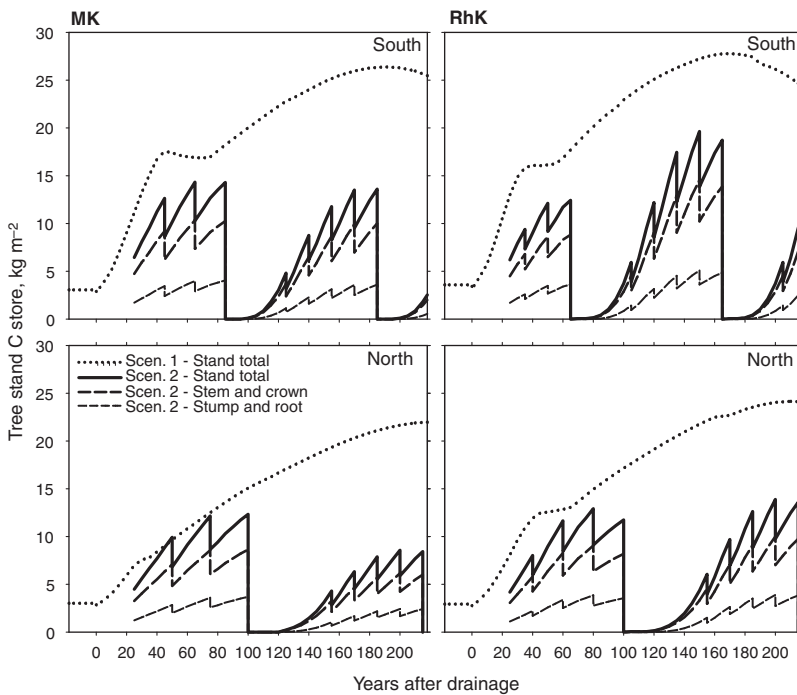 MK
RhK
30
South
South
25
20
15
10
5
0
30
Scen. 1 - Stand total
North
North
Scen. 2 - Stand total
25
Scen. 2 - Stem and crown
Scen. 2 - Stump and root
20
15
10
5
0
0 20 40 60 80 100 120 140 160 180 200
0 20 40 60 80 100 120 140 160 180 200
Tree stand C store, kg m−2
Years after drainage